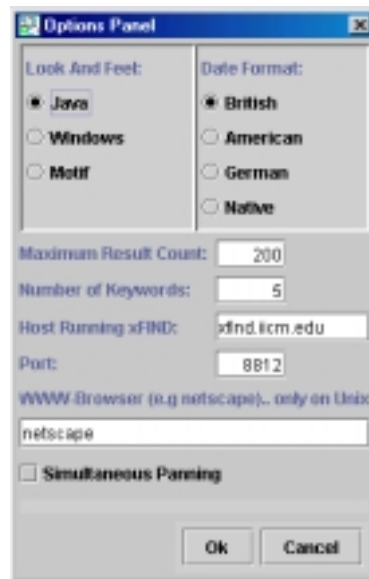 Options Panel
Look And Feel:
Java
Windows
Motif
Date Format:
British
American
German
Native
Maximum Result Count: 200
Number of Keywords: 5
Host Running xFIND: xfind.iicm.edu
Port: 8812
WWW-Browser (e.g netscape).. only on Unix
netscape
Simultaneous Panning
Ok Cancel